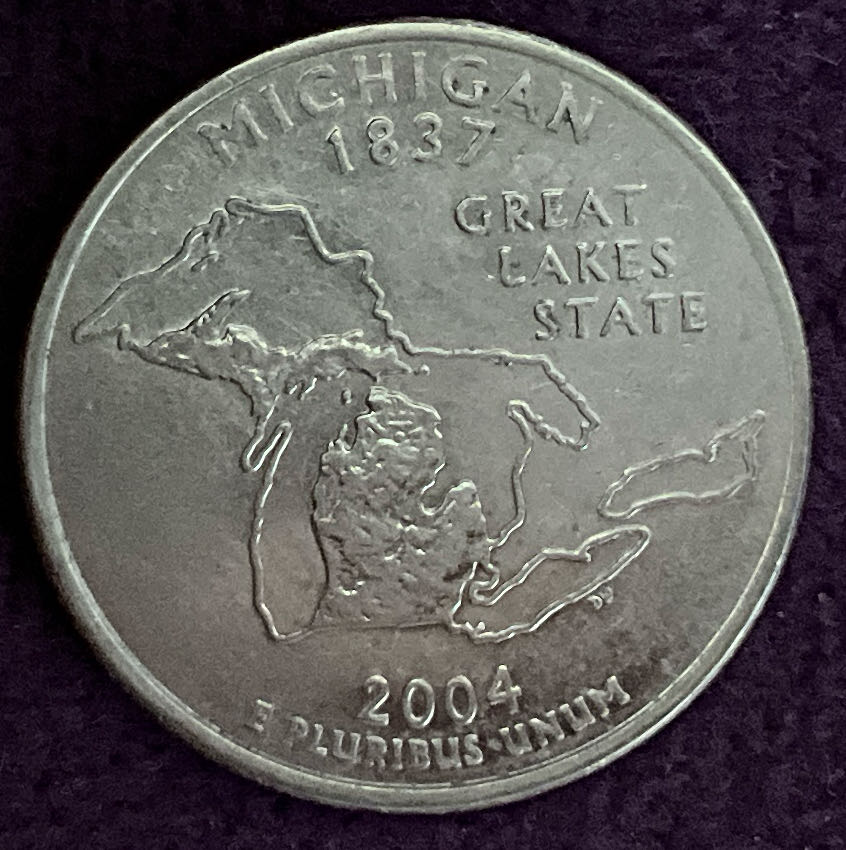 MICHIGAN
1837
GREAT
LAKES
STATE
2004
E PLURIBUS UNUM